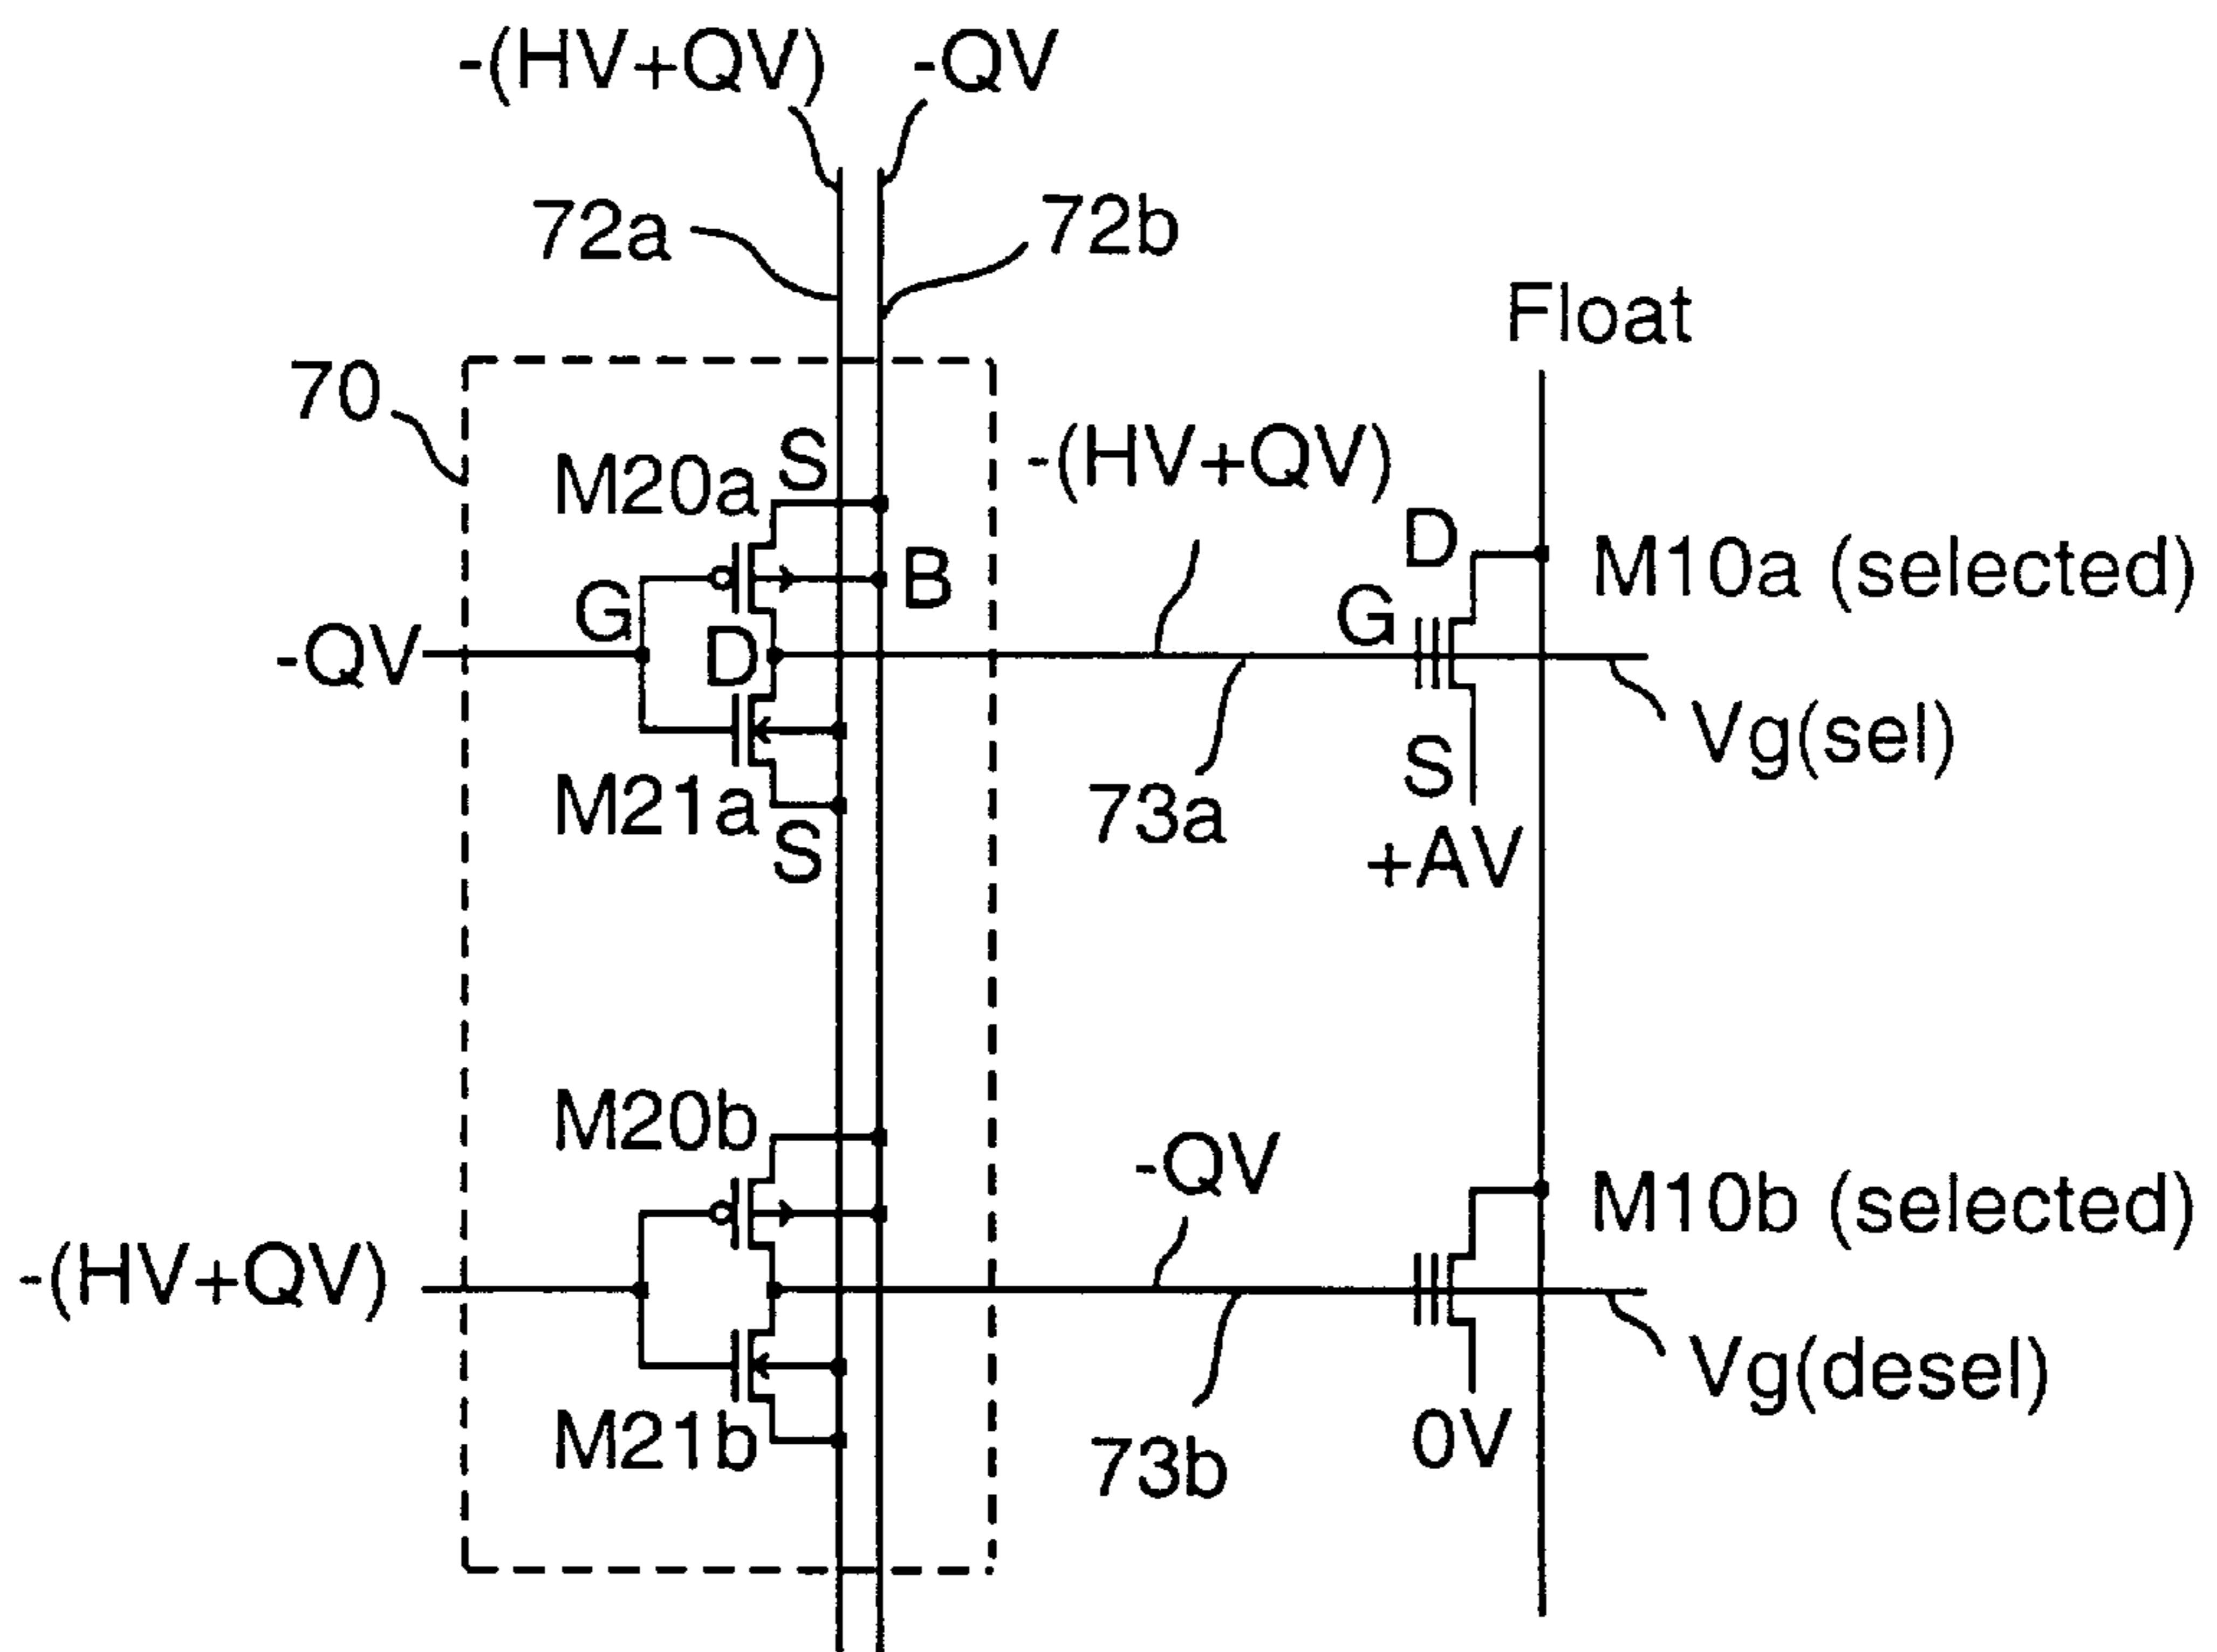 -(HV+QV) -QV
72a
72b
Float
70
M20a
S
-(HV+QV)
B
D
M10a (selected)
G
G
-QV
D
Vg(sel)
M21a
S
73a
S
+AV
M20b
-QV
M10b (selected)
-(HV+QV)
Vg(desel)
M21b
73b
0V